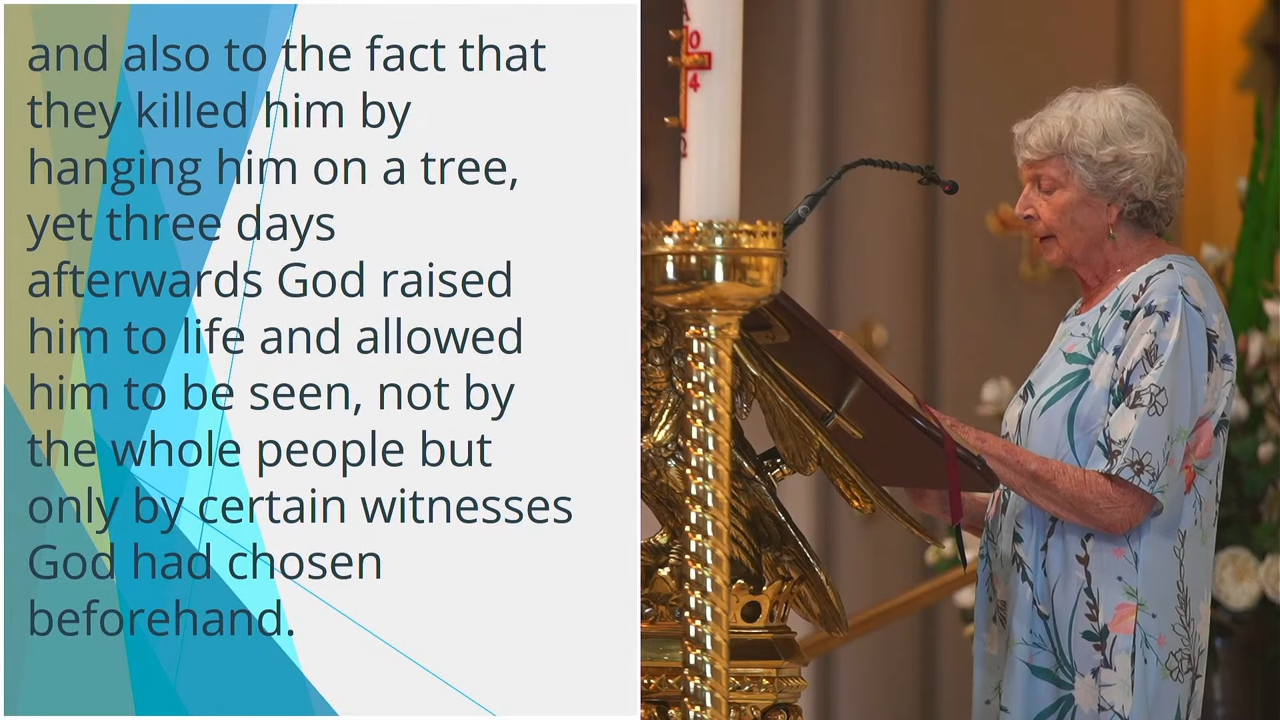 and also to the fact that
they killed him by
hanging him on a tree,
yet three days
afterwards God raised
him to life and allowed
him to be seen, not by
the whole people but
only by certain witnesses
God had chosen
beforehand.
0
4